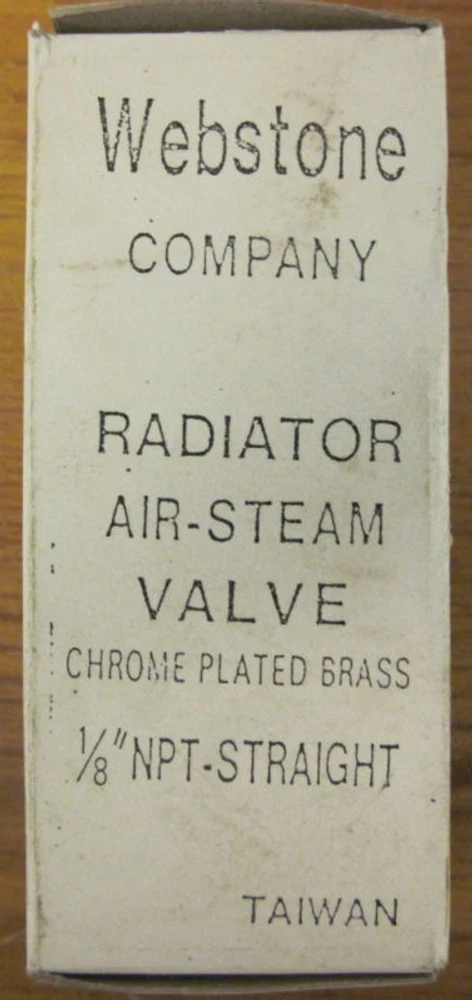 Webstone
COMPANY
RADIATOR
AIR-STEAM
VALVE
CHROME PLATED BRASS
1/8" NPT-STRAIGHT
TAIWAN